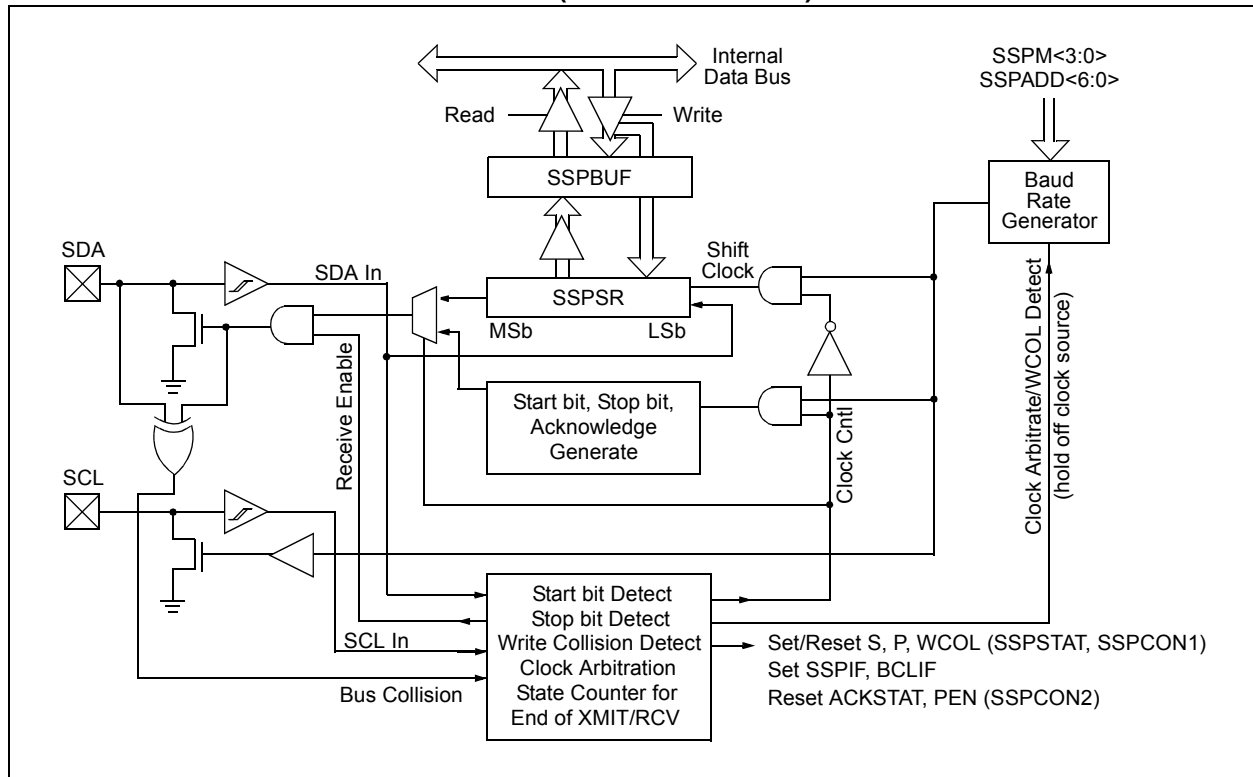 Internal
Data Bus
SSPM<3:0>
SSPADD<6:0>
Read
Write
SSPBUF
Baud
Rate
Generator
SDA
SDA In
Shift
Clock
SSPSR
MSb
LSb
Receive Enable
Start bit, Stop bit,
Acknowledge
Generate
Clock Cntl
Clock Arbitrate/WCOL Detect
(hold off clock source)
SCL
SCL In
Bus Collision
Start bit Detect
Stop bit Detect
Write Collision Detect
Clock Arbitration
State Counter for
End of XMIT/RCV
Set/Reset S, P, WCOL (SSPSTAT, SSPCON1)
Set SSPIF, BCLIF
Reset ACKSTAT, PEN (SSPCON2)